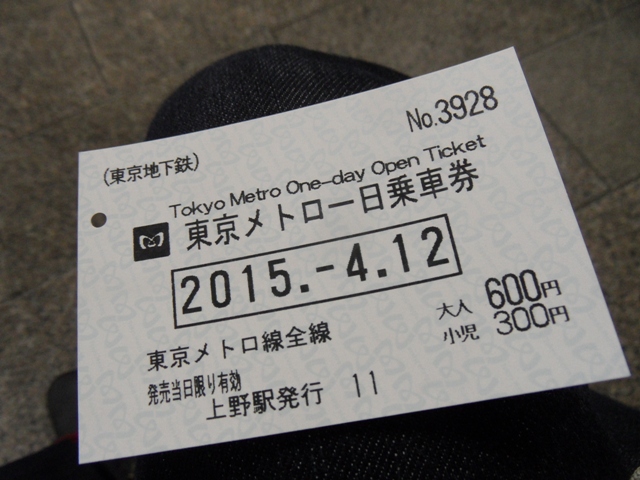 No.3928
(東京地下鉄)
Tokyo Metro One-day Open Ticket
東京メトロ一日乗車券
2015.-4.12
大人 600円
小児 300円
東京メトロ線全線
発売当日限り有効
上野駅発行 11